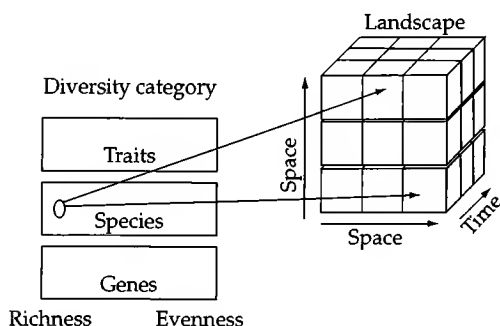 Landscape
Diversity category
Traits
Species
Genes
Richness Evenness
Space
Space
Time